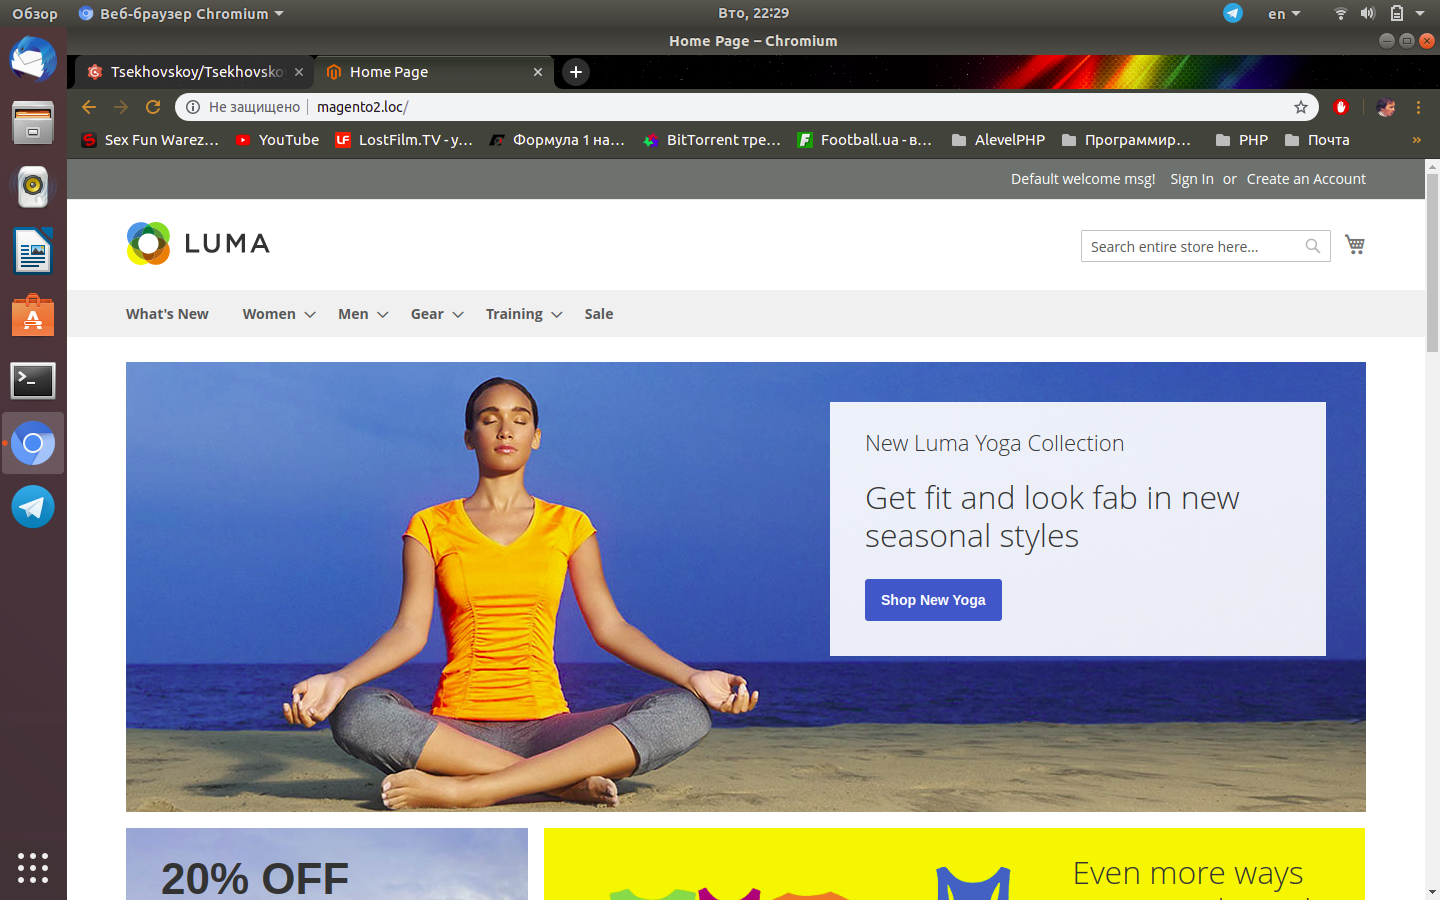 Обзор Веб-браузер Chromium Вто, 22:29 en
Home Page – Chromium
Tsekhovskoy/Tsekhovsko Home Page
Не защищено magento2.loc/
Sex Fun Warez... YouTube LostFilm.TV - у... Формула 1 на... BitTorrent тре... Football.ua - в... AlevelPHP Программир... PHP Почта
Default welcome msg! Sign In or Create an Account
LUMA
Search entire store here...
What's New Women Men Gear Training Sale
New Luma Yoga Collection
Get fit and look fab in new
seasonal styles
Shop New Yoga
20% OFF
Even more ways